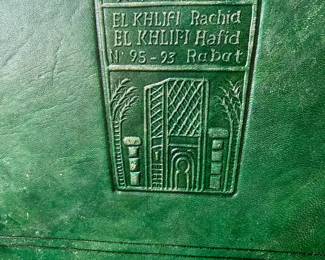 EL KHLIFI Rachid
EL KHLIFI Hafid
N° 95-93 Rabat